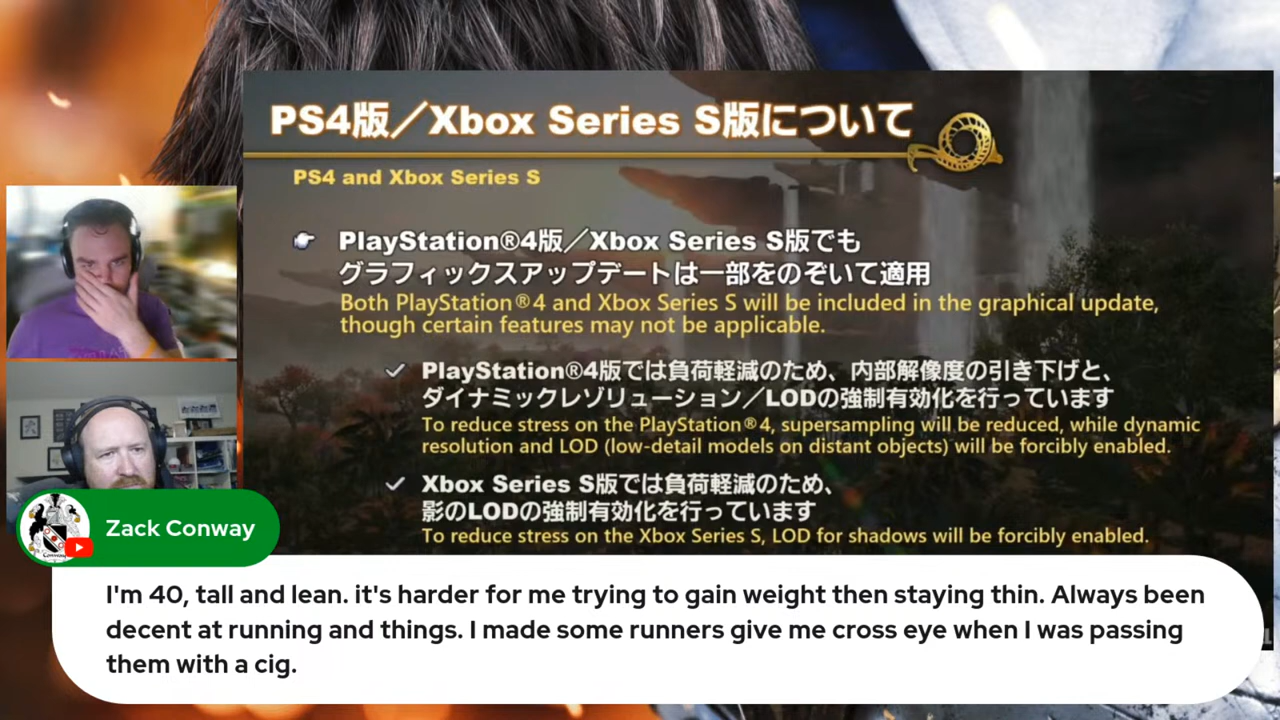 PS4版／Xbox Series S版について
PS4 and Xbox Series S
PlayStation®4版／Xbox Series S版でも
グラフィックスアップデートは一部をのぞいて適用
Both PlayStation®4 and Xbox Series S will be included in the graphical update,
though certain features may not be applicable.
PlayStation®4版では負荷軽減のため、内部解像度の引き下げと、
ダイナミックレゾリューション／LODの強制有効化を行っています
To reduce stress on the PlayStation®4, supersampling will be reduced, while dynamic
resolution and LOD (low-detail models on distant objects) will be forcibly enabled.
Xbox Series S版では負荷軽減のため、
影のLODの強制有効化を行っています
To reduce stress on the Xbox Series S, LOD for shadows will be forcibly enabled.
Zack Conway
I'm 40, tall and lean. it's harder for me trying to gain weight then staying thin. Always been
decent at running and things. I made some runners give me cross eye when I was passing
them with a cig.